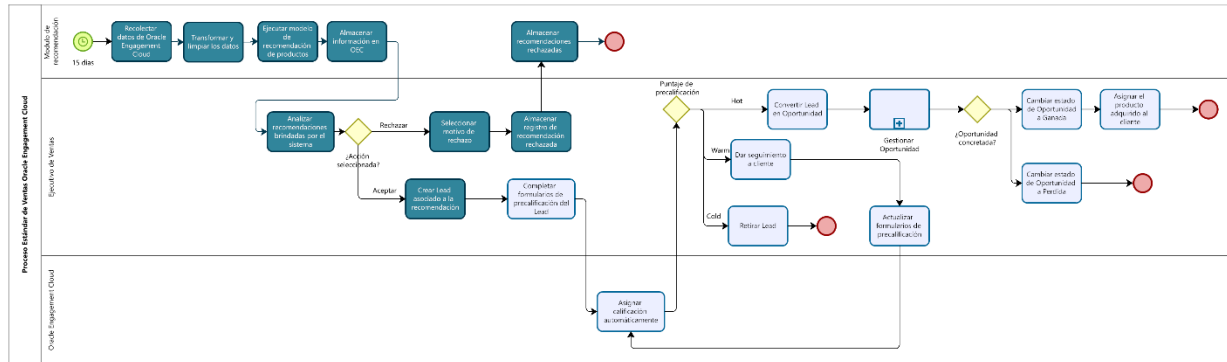 Proceso Estándar de Ventas Oracle Engagement Cloud
Modulo de
recomendación
15 días
Recolectar
datos de Oracle
Engagement
Cloud
Transformar y
limpiar los datos
Ejecutar modelo
de
recomendación
de productos
Almacenar
información en
OEC
Almacenar
recomendaciones
rechazadas
Ejecutivo de Ventas
Analizar
recomendaciones
brindadas por el
sistema
¿Acción
seleccionada?
Rechazar
Seleccionar
motivo de
rechazo
Almacenar
registro de
recomendación
rechazada
Aceptar
Crear Lead
asociado a la
recomendación
Completar
formularios de
precalificación del
Lead
Puntaje de
precalificación
Hot
Convertir Lead
en Oportunidad
Gestionar
Oportunidad
¿Oportunidad
concretada?
Cambiar estado
de Oportunidad
a Ganada
Asignar el
producto
adquirido al
cliente
Cambiar estado
de Oportunidad
a Perdida
Warm
Dar seguimiento
a cliente
Actualizar
formularios de
precalificación
Cold
Retirar Lead
Oracle Engagement Cloud
Asignar
calificación
automáticamente